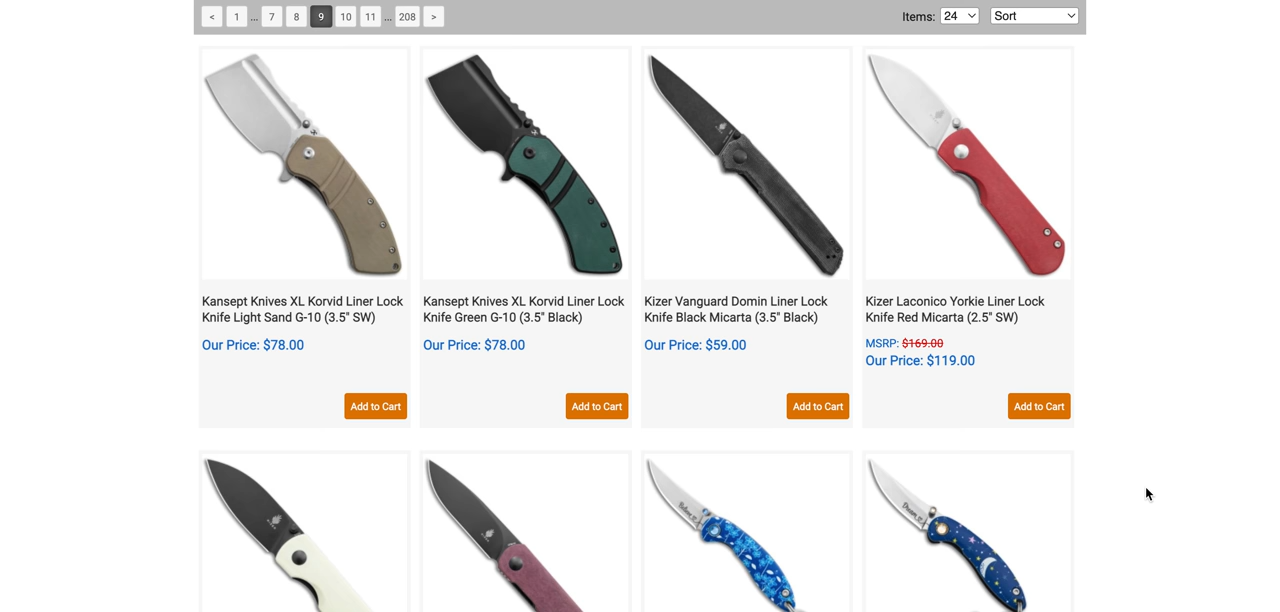 < 1 ... 7 8 9 10 11 ... 208 >
Items: 24 Sort
Kansept Knives XL Korvid Liner Lock
Knife Light Sand G-10 (3.5" SW)
Our Price: $78.00
Add to Cart
Kansept Knives XL Korvid Liner Lock
Knife Green G-10 (3.5" Black)
Our Price: $78.00
Add to Cart
Kizer Vanguard Domin Liner Lock
Knife Black Micarta (3.5" Black)
Our Price: $59.00
Add to Cart
Kizer Laconico Yorkie Liner Lock
Knife Red Micarta (2.5" SW)
MSRP: $169.00
Our Price: $119.00
Add to Cart